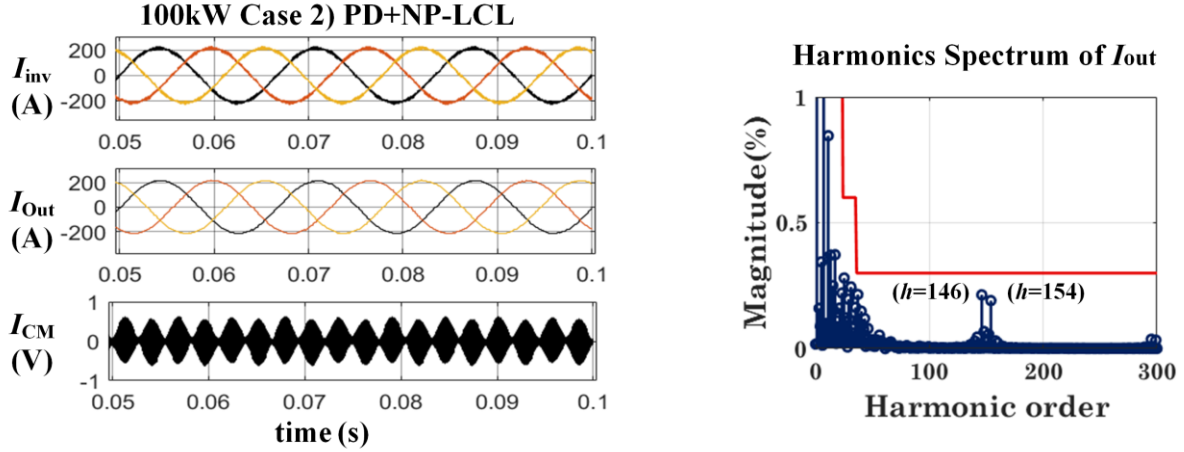 100kW Case 2) PD+NP-LCL
Iinv
(A)
200
0
-200
0.05 0.06 0.07 0.08 0.09 0.1
IOut
(A)
200
0
-200
0.05 0.06 0.07 0.08 0.09 0.1
ICM
(V)
1
0
-1
0.05 0.06 0.07 0.08 0.09 0.1
time (s)
Harmonics Spectrum of Iout
Magnitude(%)
1
0.5
0
(h=146) (h=154)
0 100 200 300
Harmonic order